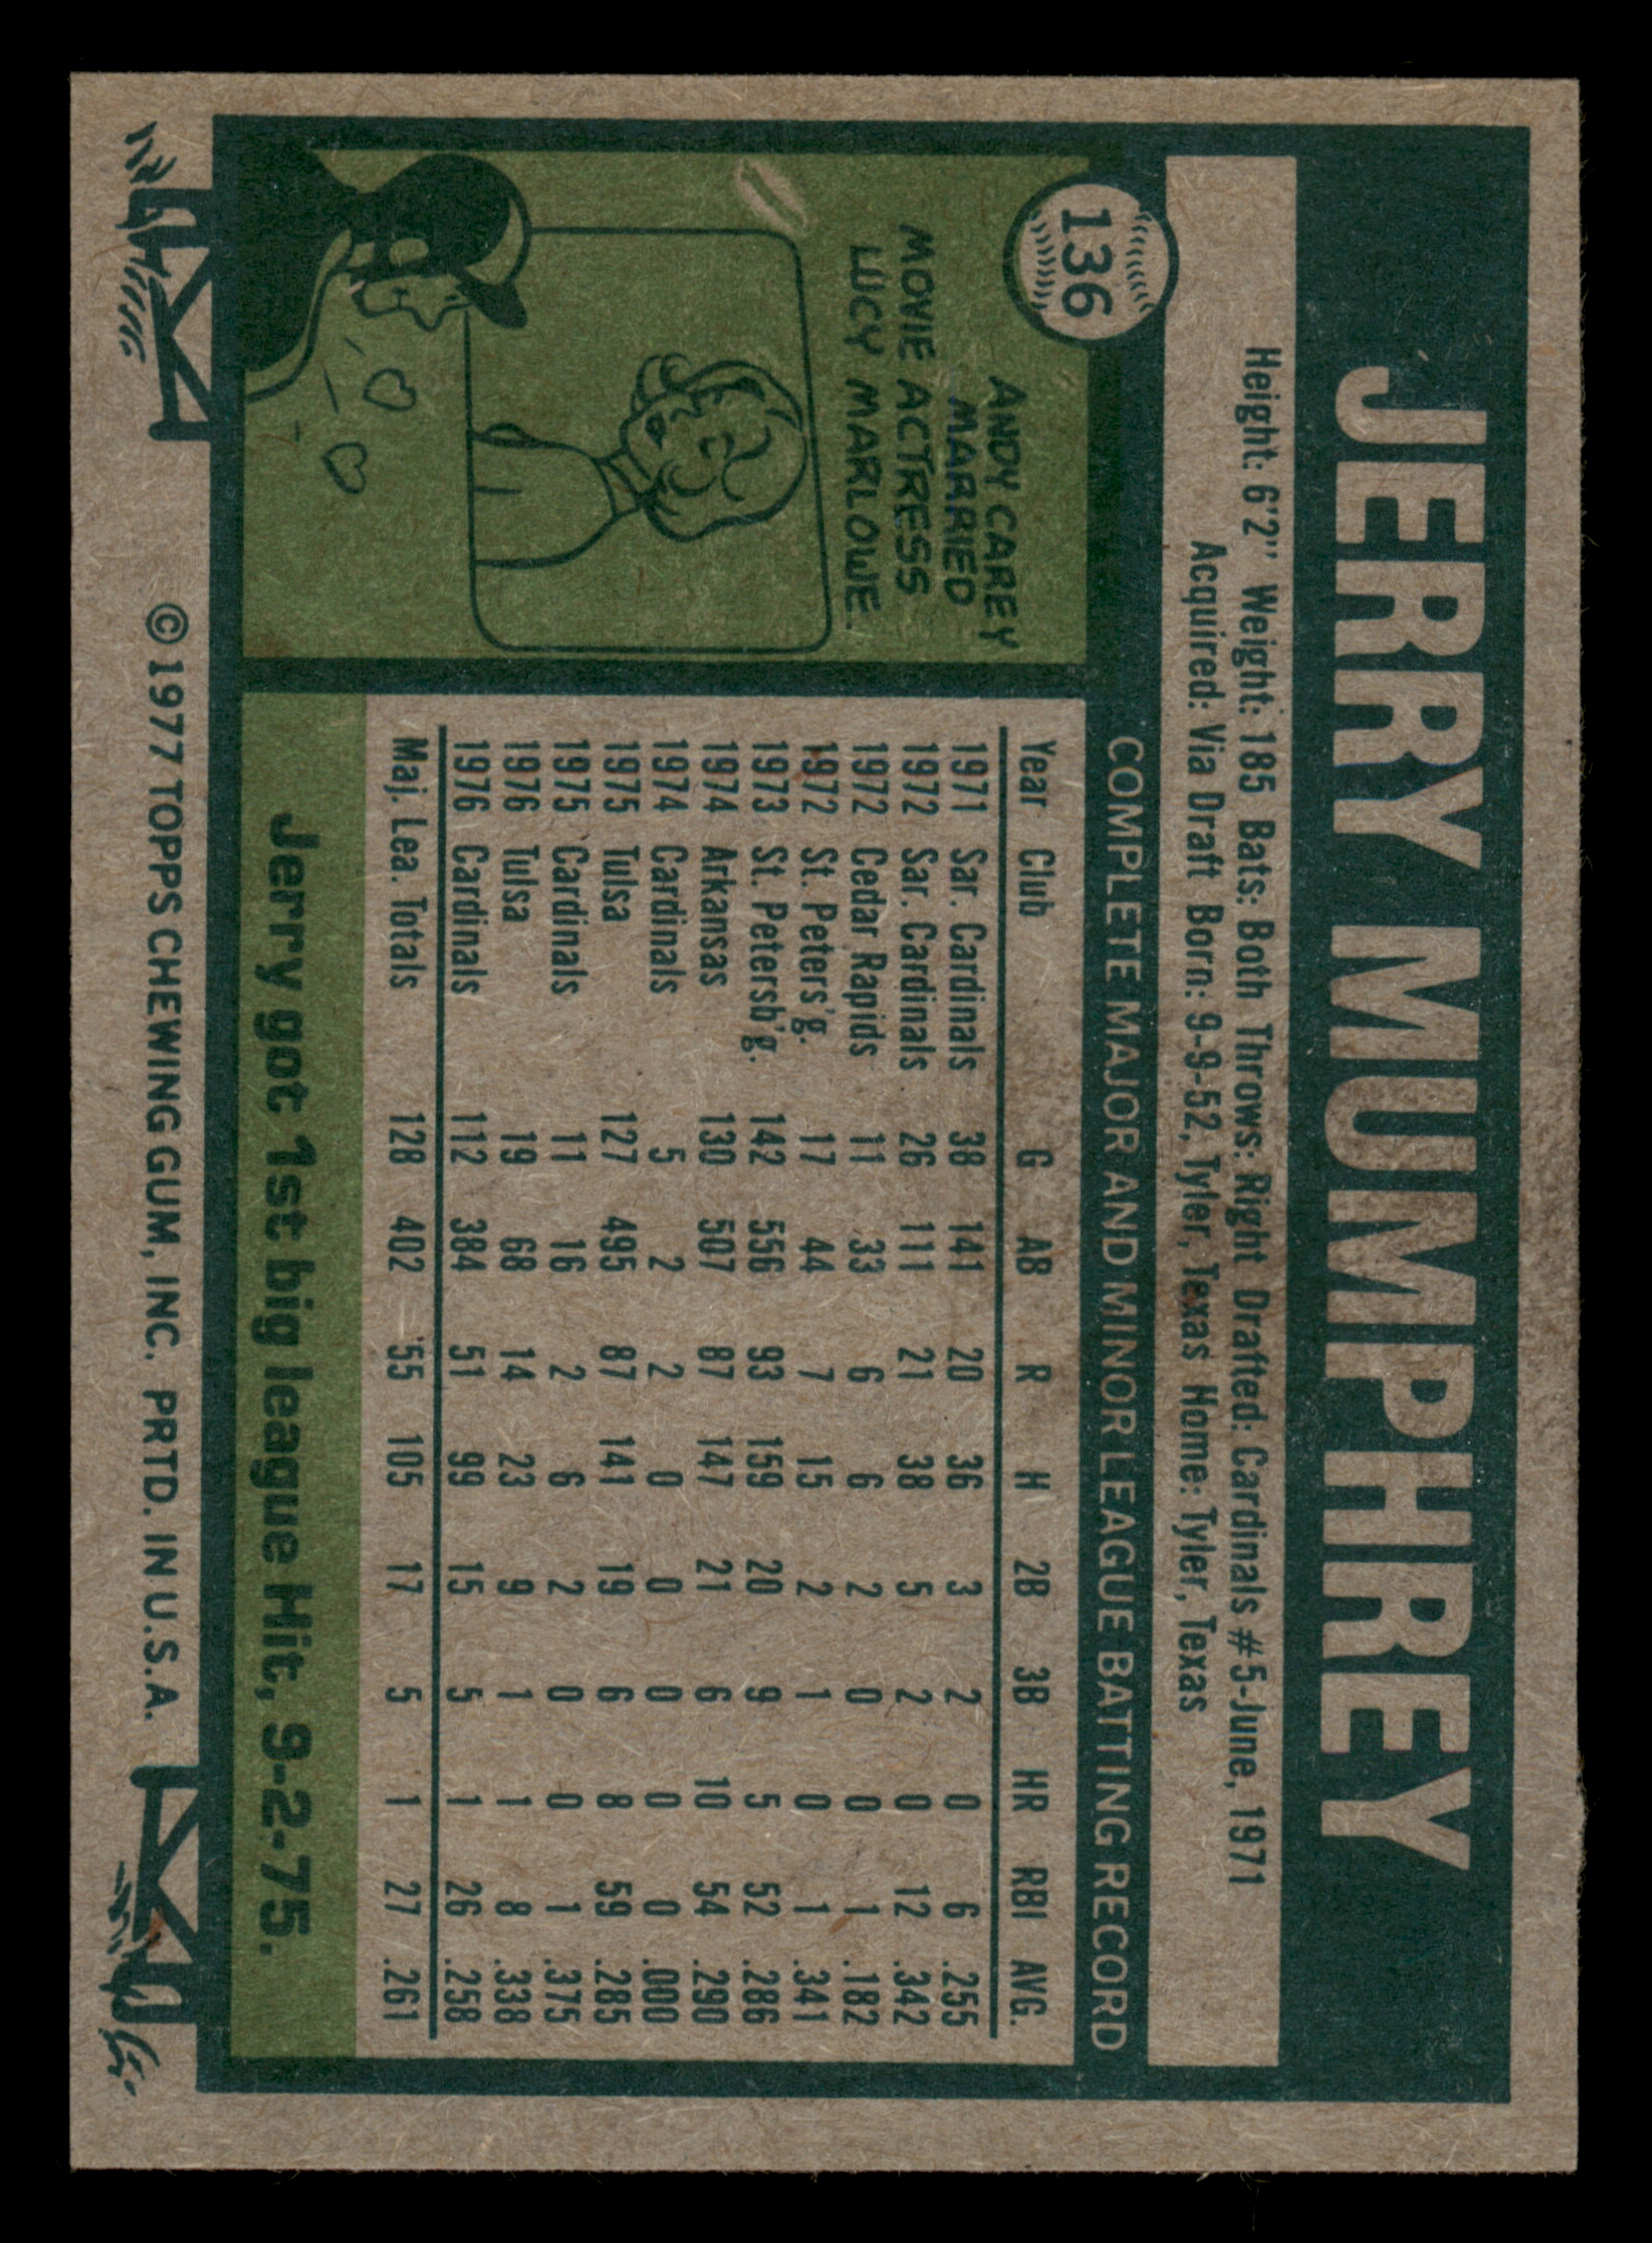 JERRY MUMPHREY
136
Height: 6'2" Weight: 185 Bats: Both Throws: Right Drafted: Cardinals #5-June, 1971
Acquired: Via Draft Born: 9-9-52, Tyler, Texas Home: Tyler, Texas
COMPLETE MAJOR AND MINOR LEAGUE BATTING RECORD
ANDY CAREY
MARRIED
MOVIE ACTRESS
LUCY MARLOWE.
Year Club G AB R H 2B 3B HR RBI AVG.
1971 Sar. Cardinals 38 141 20 36 3 2 0 6 .255
1972 Sar. Cardinals 26 111 21 38 5 2 0 12 .342
1972 Cedar Rapids 11 33 6 6 2 0 0 1 .182
1972 St. Peters'g. 17 44 7 15 2 1 0 1 .341
1973 St. Petersb'g. 142 556 93 159 20 9 5 52 .286
1974 Arkansas 130 507 87 147 21 6 10 54 .290
1974 Cardinals 5 2 2 0 0 0 0 0 .000
1975 Tulsa 127 495 87 141 19 6 8 59 .285
1975 Cardinals 11 16 2 6 2 0 0 1 .375
1976 Tulsa 19 68 14 23 9 1 1 8 .338
1976 Cardinals 112 384 51 99 15 5 1 26 .258
Maj. Lea. Totals 128 402 55 105 17 5 1 27 .261
Jerry got 1st big league Hit, 9-2-75.
©1977 TOPPS CHEWING GUM, INC. PRTD. IN U.S.A.